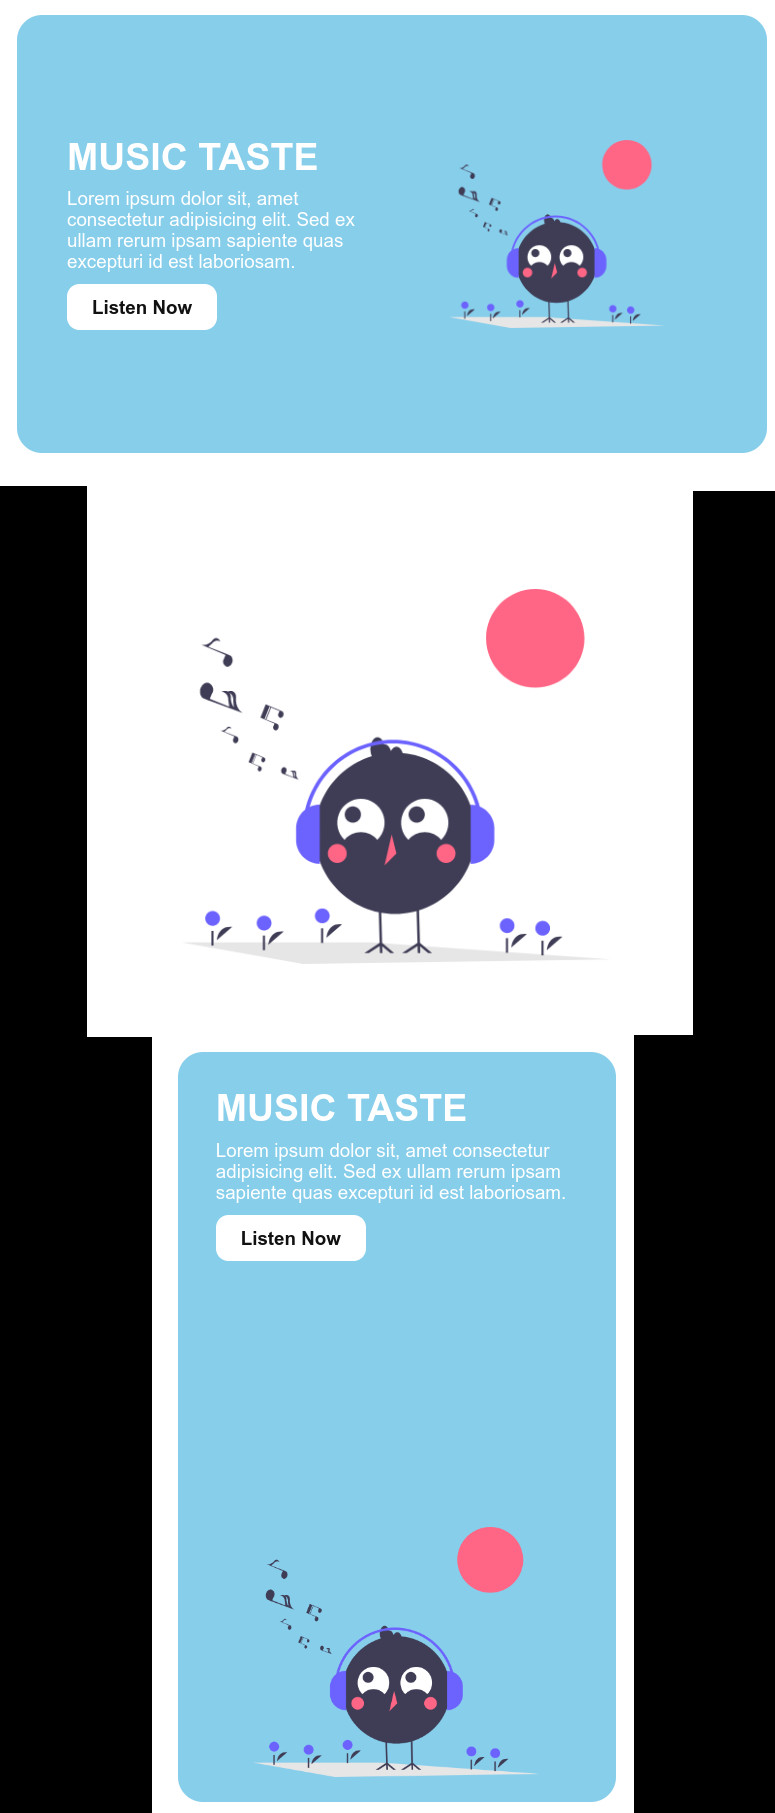 MUSIC TASTE
Lorem ipsum dolor sit, amet
consectetur adipisicing elit. Sed ex
ullam rerum ipsam sapiente quas
excepturi id est laboriosam.
Listen Now
MUSIC TASTE
Lorem ipsum dolor sit, amet consectetur
adipisicing elit. Sed ex ullam rerum ipsam
sapiente quas excepturi id est laboriosam.
Listen Now